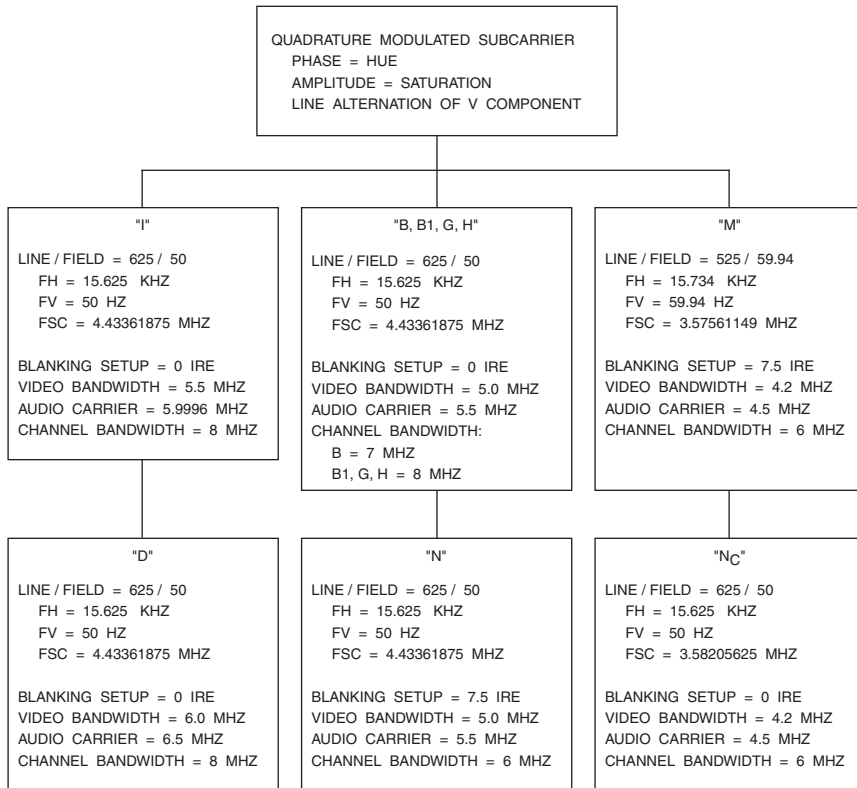 QUADRATURE MODULATED SUBCARRIER
PHASE = HUE
AMPLITUDE = SATURATION
LINE ALTERNATION OF V COMPONENT
"I"
LINE / FIELD = 625 / 50
FH = 15.625 KHZ
FV = 50 HZ
FSC = 4.43361875 MHZ
BLANKING SETUP = 0 IRE
VIDEO BANDWIDTH = 5.5 MHZ
AUDIO CARRIER = 5.9996 MHZ
CHANNEL BANDWIDTH = 8 MHZ
"B, B1, G, H"
LINE / FIELD = 625 / 50
FH = 15.625 KHZ
FV = 50 HZ
FSC = 4.43361875 MHZ
BLANKING SETUP = 0 IRE
VIDEO BANDWIDTH = 5.0 MHZ
AUDIO CARRIER = 5.5 MHZ
CHANNEL BANDWIDTH:
B = 7 MHZ
B1, G, H = 8 MHZ
"M"
LINE / FIELD = 525 / 59.94
FH = 15.734 KHZ
FV = 59.94 HZ
FSC = 3.57561149 MHZ
BLANKING SETUP = 7.5 IRE
VIDEO BANDWIDTH = 4.2 MHZ
AUDIO CARRIER = 4.5 MHZ
CHANNEL BANDWIDTH = 6 MHZ
"D"
LINE / FIELD = 625 / 50
FH = 15.625 KHZ
FV = 50 HZ
FSC = 4.43361875 MHZ
BLANKING SETUP = 0 IRE
VIDEO BANDWIDTH = 6.0 MHZ
AUDIO CARRIER = 6.5 MHZ
CHANNEL BANDWIDTH = 8 MHZ
"N"
LINE / FIELD = 625 / 50
FH = 15.625 KHZ
FV = 50 HZ
FSC = 4.43361875 MHZ
BLANKING SETUP = 7.5 IRE
VIDEO BANDWIDTH = 5.0 MHZ
AUDIO CARRIER = 5.5 MHZ
CHANNEL BANDWIDTH = 6 MHZ
"NC"
LINE / FIELD = 625 / 50
FH = 15.625 KHZ
FV = 50 HZ
FSC = 3.58205625 MHZ
BLANKING SETUP = 0 IRE
VIDEO BANDWIDTH = 4.2 MHZ
AUDIO CARRIER = 4.5 MHZ
CHANNEL BANDWIDTH = 6 MHZ